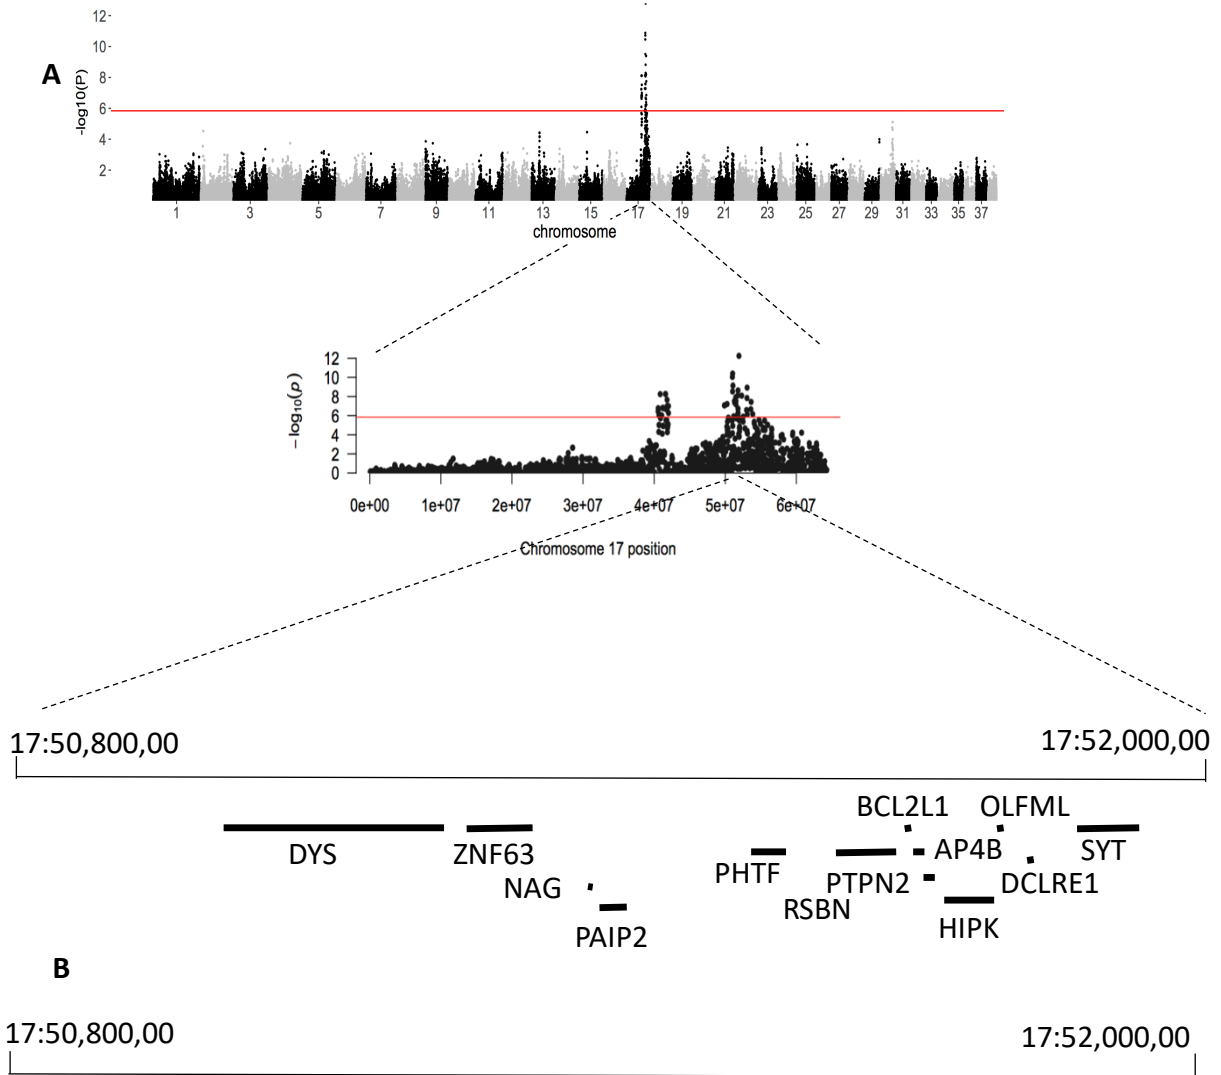 12
10
A
8
-log10(P)
6
4
2
1 3 5 7 9 11 13 15 17 19 21 23 25 27 29 31 33 35 37
chromosome
12
10
8
−log10(p)
6
4
2
0
0e+00 1e+07 2e+07 3e+07 4e+07 5e+07 6e+07
Chromosome 17 position
17:50,800,00 17:52,000,00
BCL2L1 OLFML
DYS ZNF63 AP4B SYT
NAG PHTF PTPN2 DCLRE1
RSBN
PAIP2 HIPK
B
17:50,800,00 17:52,000,00